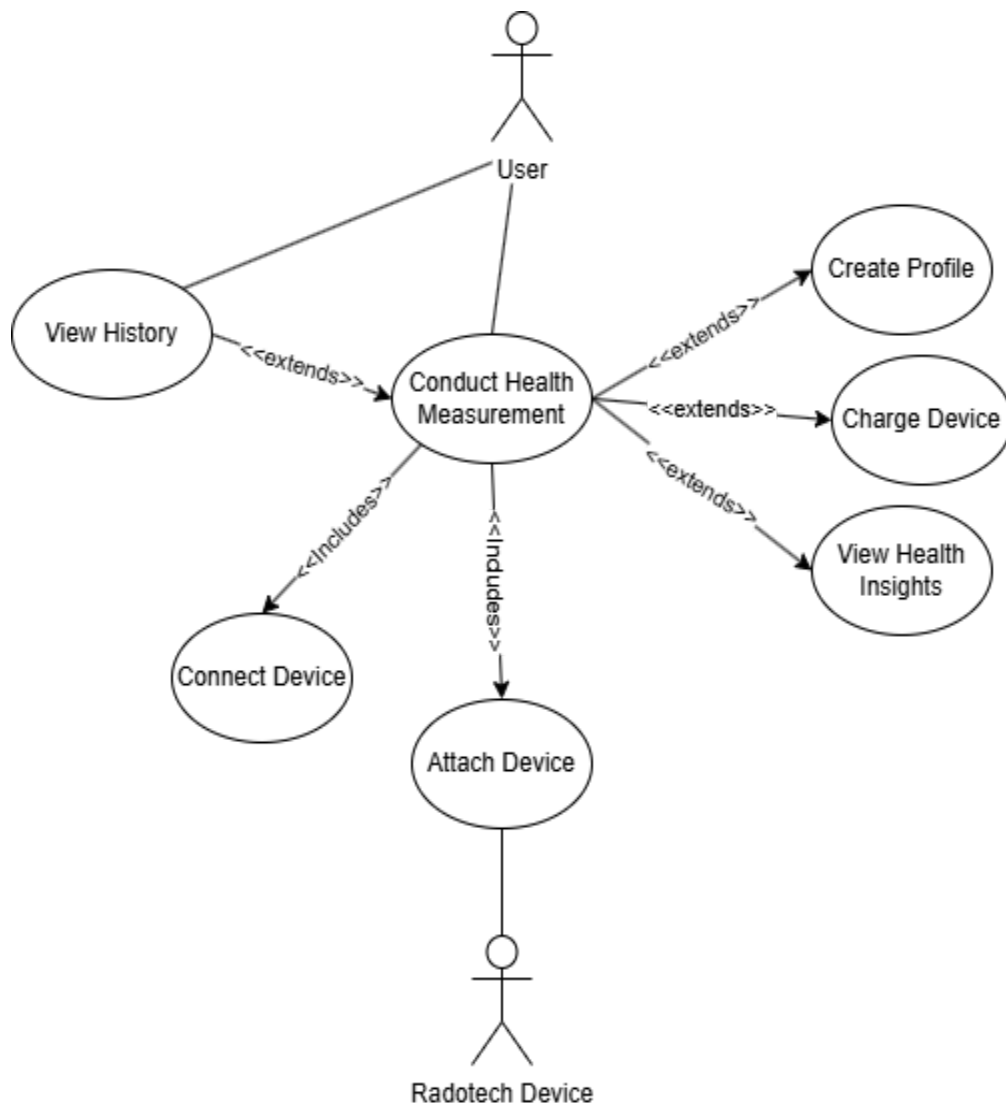 User
Create Profile
View History
<<extends>>
<<extends>>
Conduct Health
Measurement
<<extends>>
Charge Device
<<extends>>
View Health
Insights
<<Includes>>
<<Includes>>
Connect Device
Attach Device
Radotech Device